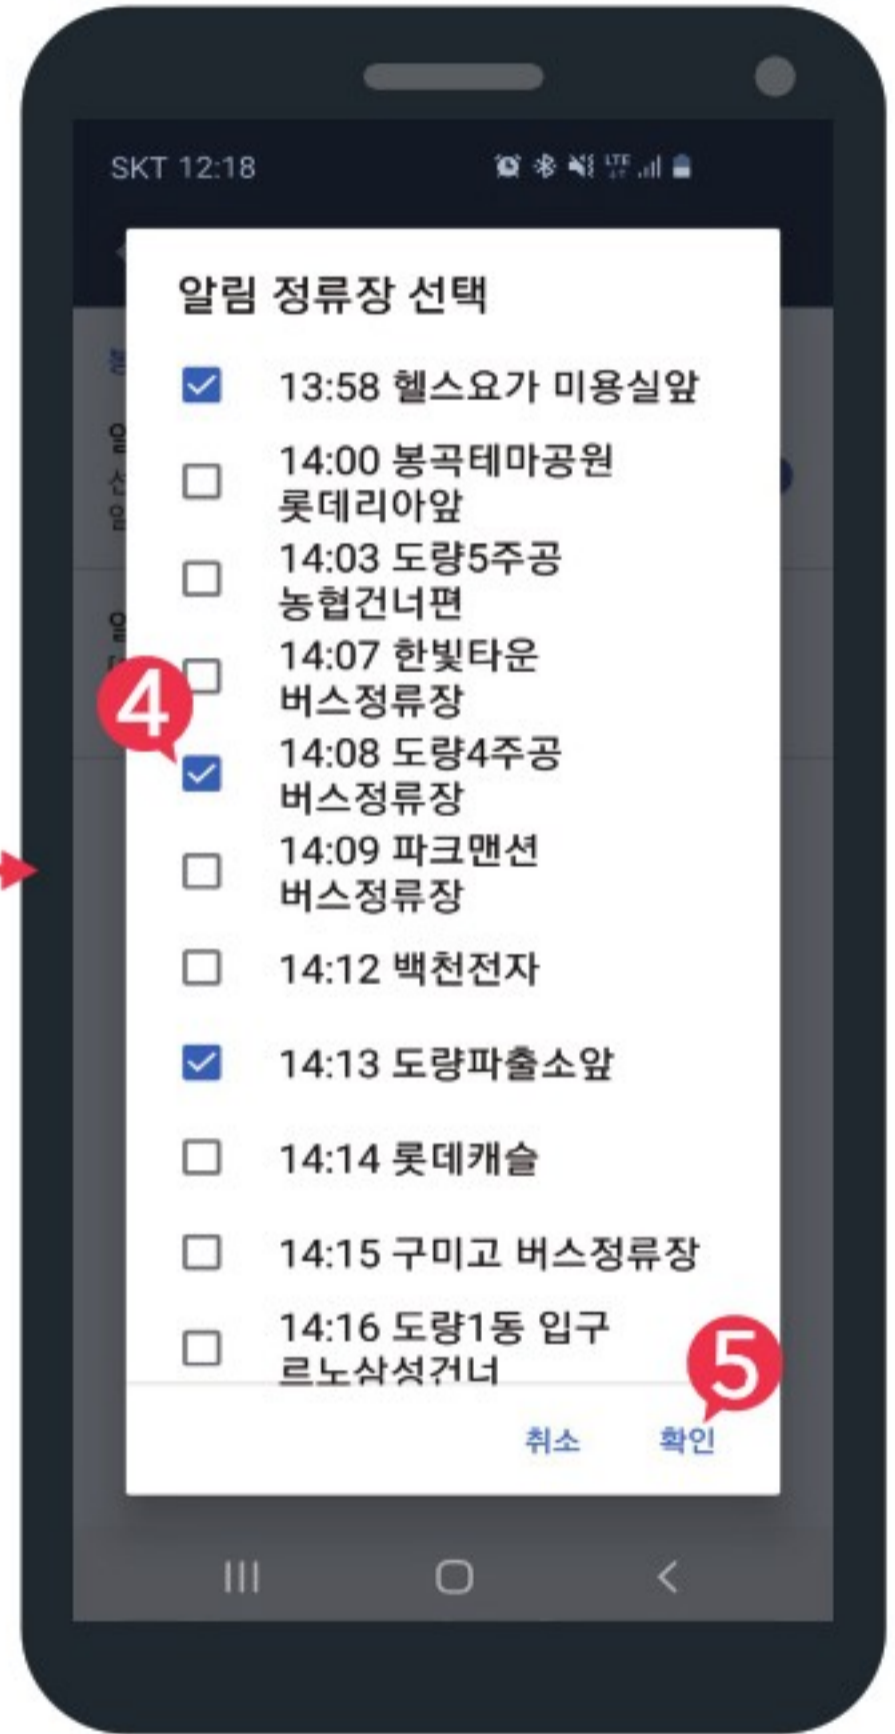 SKT 12:18
알림 정류장 선택
13:58 헬스요가 미용실앞
14:00 봉곡테마공원
롯데리아앞
14:03 도량5주공
농협건너편
14:07 한빛타운
버스정류장
4
14:08 도량4주공
버스정류장
14:09 파크맨션
버스정류장
14:12 백천전자
14:13 도량파출소앞
14:14 롯데캐슬
14:15 구미고 버스정류장
14:16 도량1동 입구
르노삼성건너
5
취소 확인